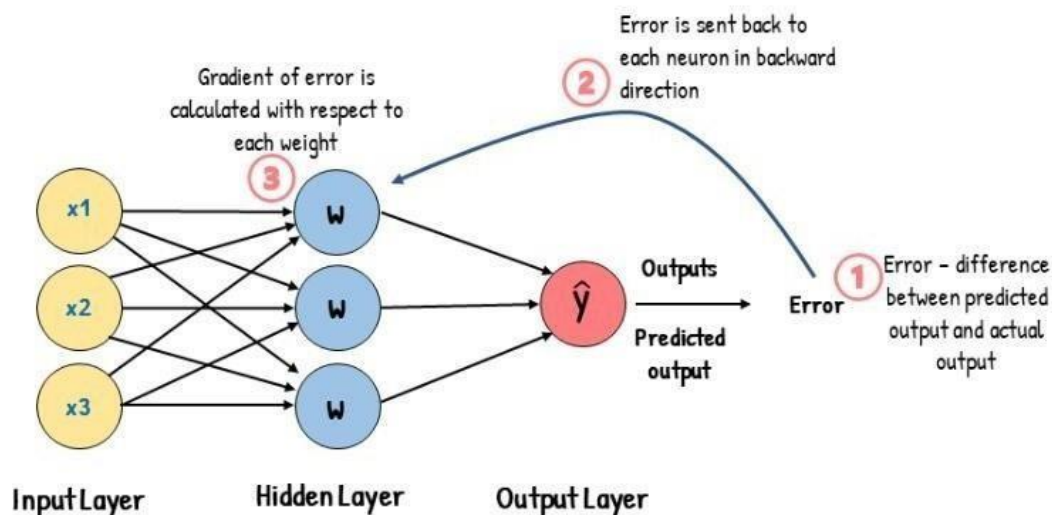 Error is sent back to
each neuron in backward
direction
2
Gradient of error is
calculated with respect to
each weight
3
x1
x2
x3
w
w
w
ŷ
Outputs
Predicted
output
Error
1
Error - difference
between predicted
output and actual
output
Input Layer
Hidden Layer
Output Layer